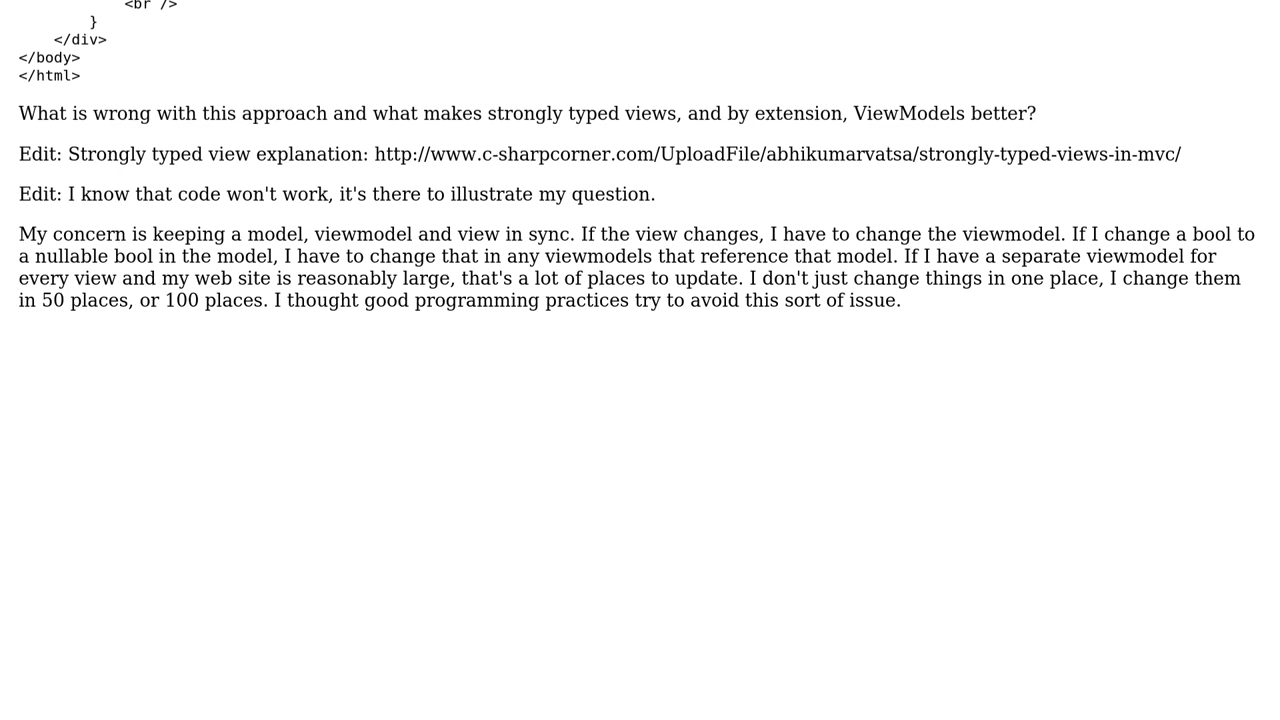 <br />
}
</div>
</body>
</html>
What is wrong with this approach and what makes strongly typed views, and by extension, ViewModels better?
Edit: Strongly typed view explanation: http://www.c-sharpcorner.com/UploadFile/abhikumarvatsa/strongly-typed-views-in-mvc/
Edit: I know that code won't work, it's there to illustrate my question.
My concern is keeping a model, viewmodel and view in sync. If the view changes, I have to change the viewmodel. If I change a bool to
a nullable bool in the model, I have to change that in any viewmodels that reference that model. If I have a separate viewmodel for
every view and my web site is reasonably large, that's a lot of places to update. I don't just change things in one place, I change them
in 50 places, or 100 places. I thought good programming practices try to avoid this sort of issue.